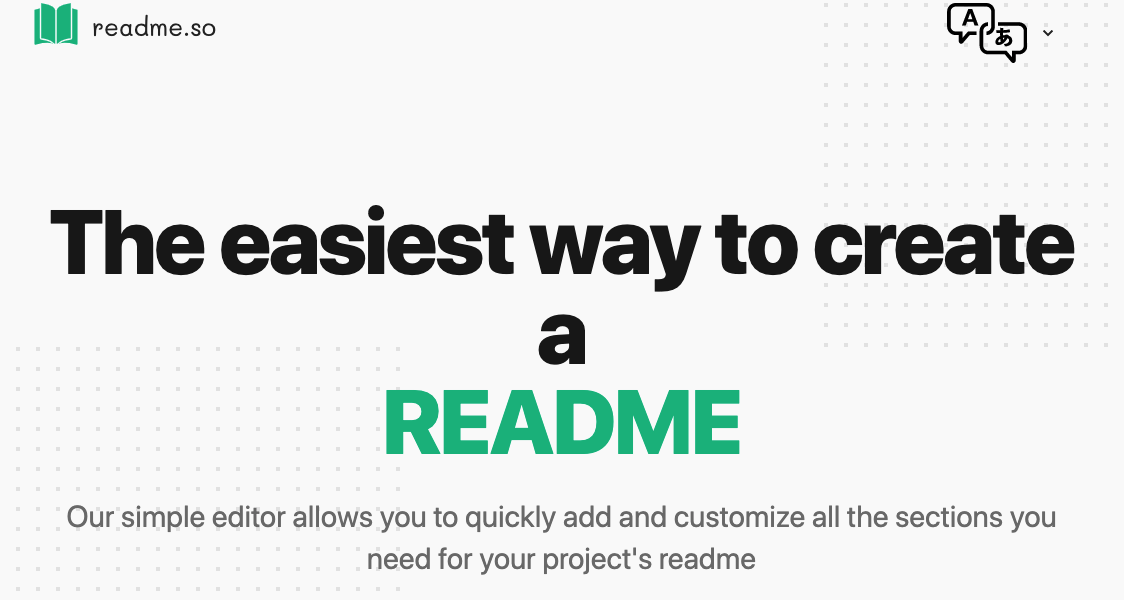 readme.so
A
あ
The easiest way to create
a
README
Our simple editor allows you to quickly add and customize all the sections you
need for your project's readme